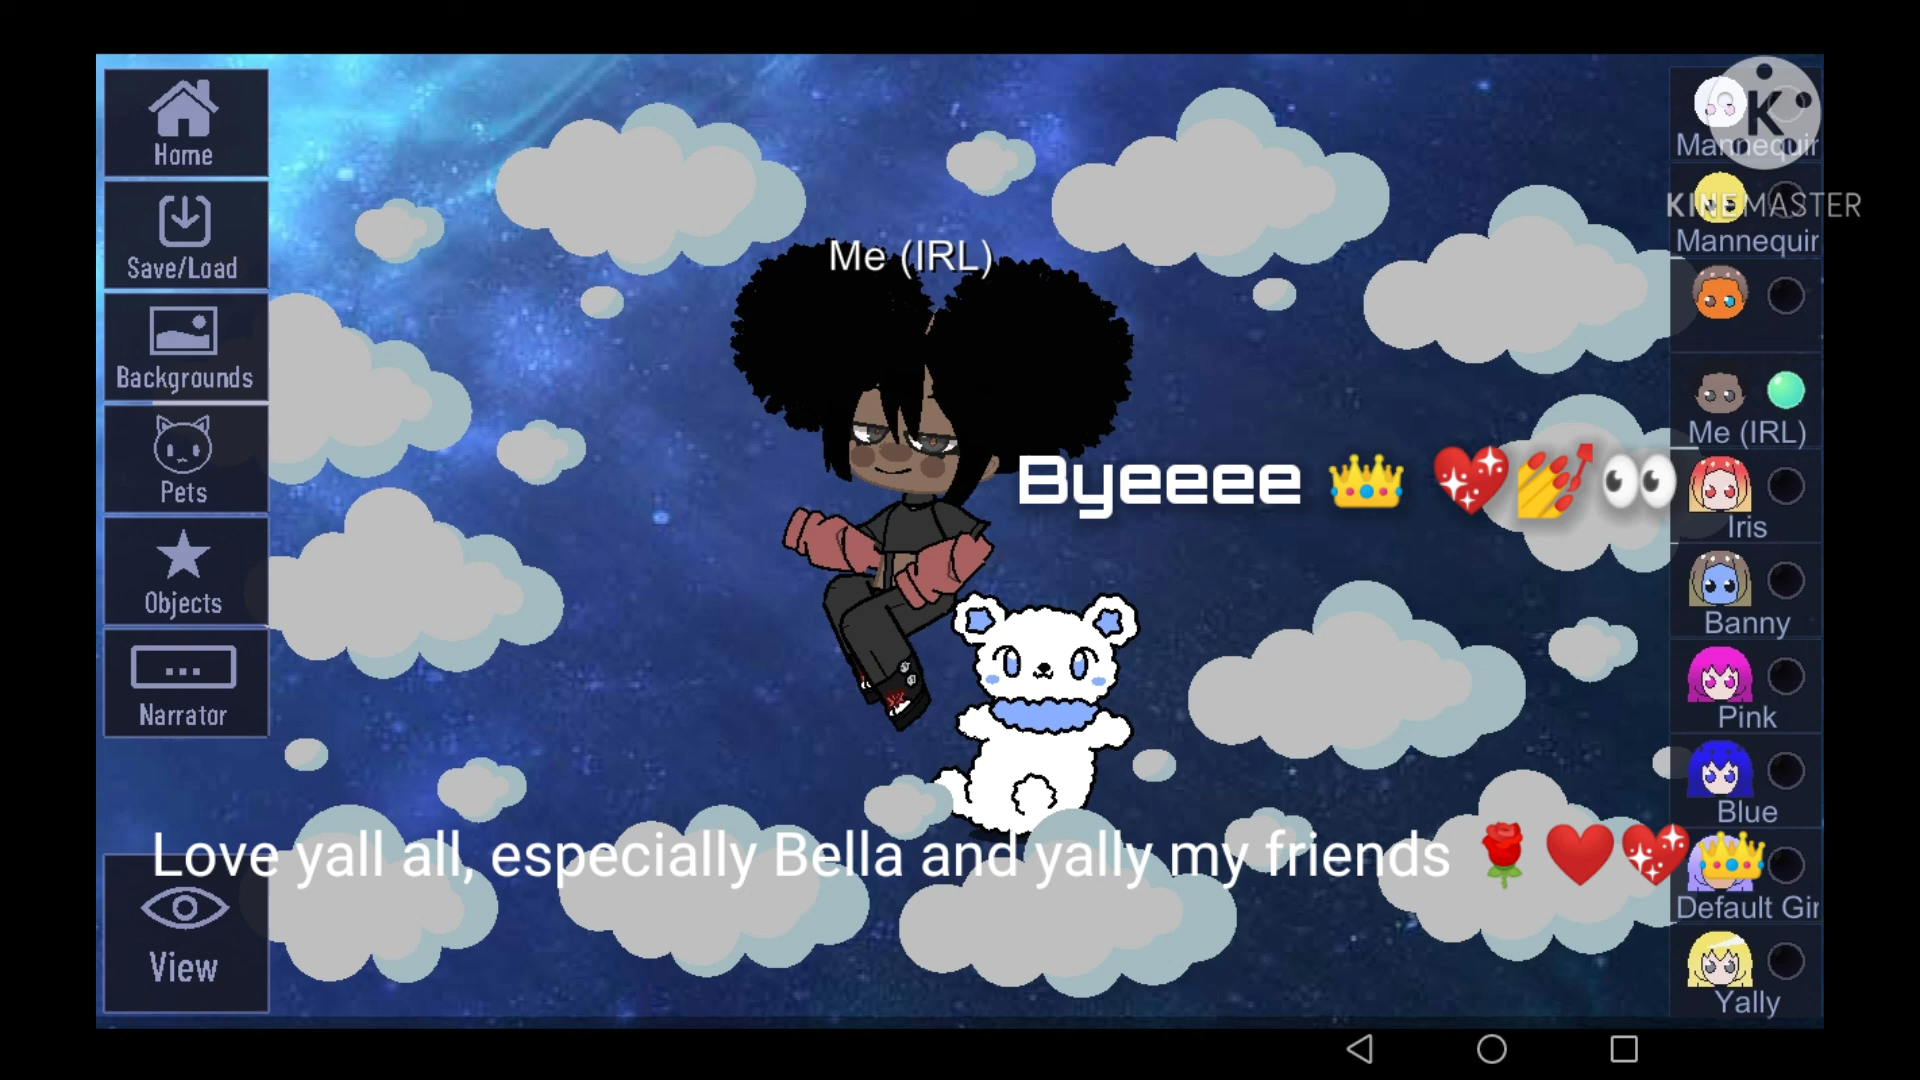 Home
Save/Load
Backgrounds
Pets
Objects
Narrator
View
Me (IRL)
Byeeee 👑 💖💅👀
Love yall all, especially Bella and yally my friends 🌹❤️💖👑
K
KINEMASTER
Mannequin
Mannequin
Me (IRL)
Iris
Banny
Pink
Blue
Default Gir
Yally